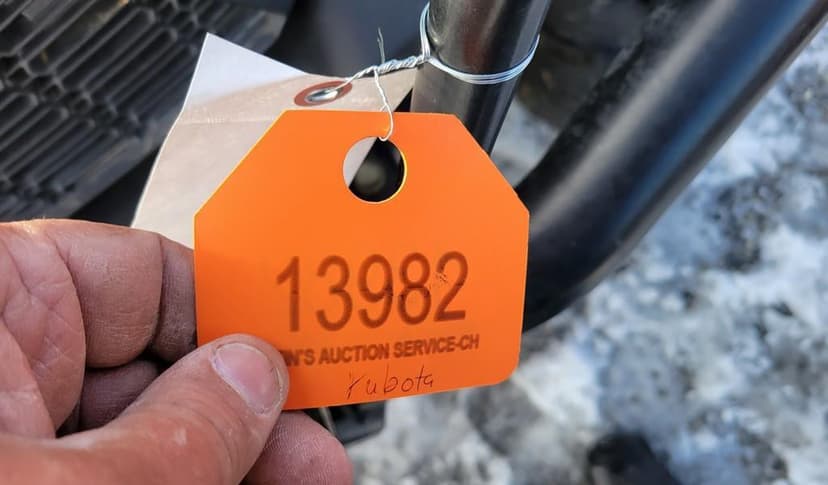 13982
N'S AUCTION SERVICE-CH
Kubota